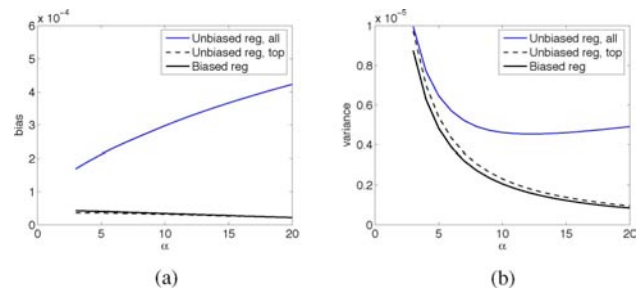 6 × 10⁻⁴
Unbiased reg, all
Unbiased reg, top
Biased reg
5
4
3
2
1
0
bias
0 5 10 15 20
α
(a)
1 × 10⁻⁵
Unbiased reg, all
Unbiased reg, top
Biased reg
0.8
0.6
0.4
0.2
0
variance
0 5 10 15 20
α
(b)